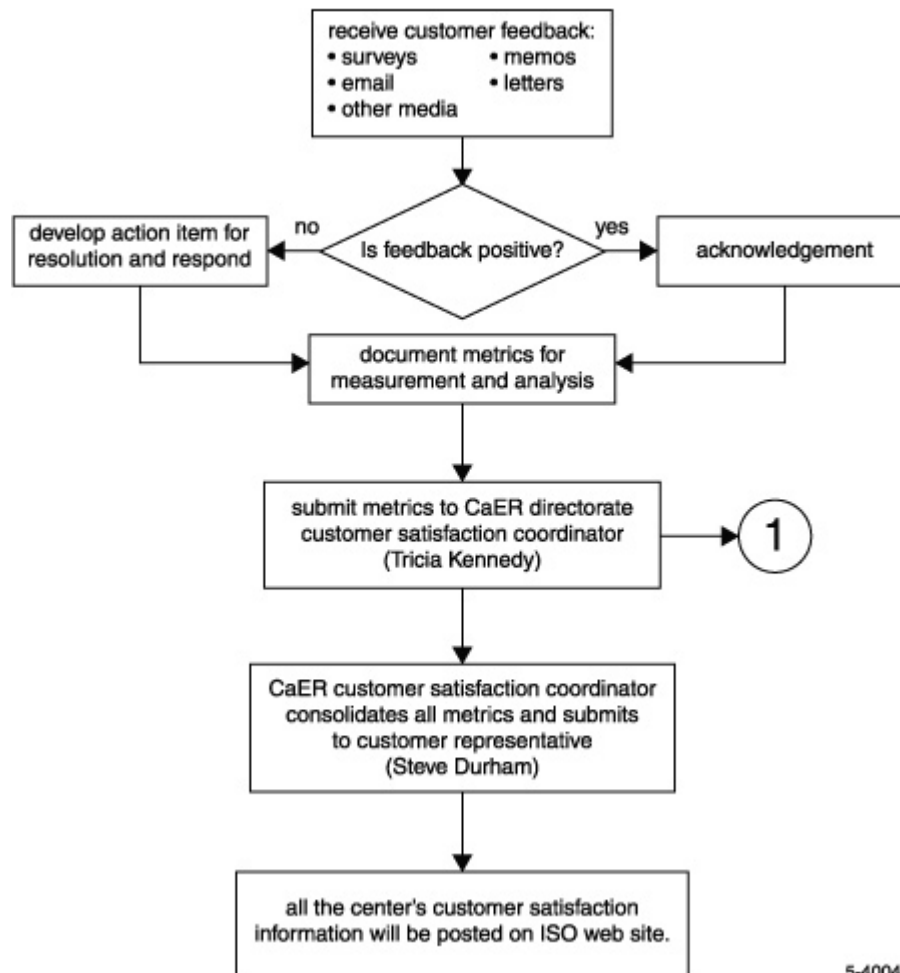 receive customer feedback:
• surveys • memos
• email • letters
• other media
no
yes
develop action item for
resolution and respond
Is feedback positive?
acknowledgement
document metrics for
measurement and analysis
submit metrics to CaER directorate
customer satisfaction coordinator
(Tricia Kennedy)
1
CaER customer satisfaction coordinator
consolidates all metrics and submits
to customer representative
(Steve Durham)
all the center's customer satisfaction
information will be posted on ISO web site.
5-4004